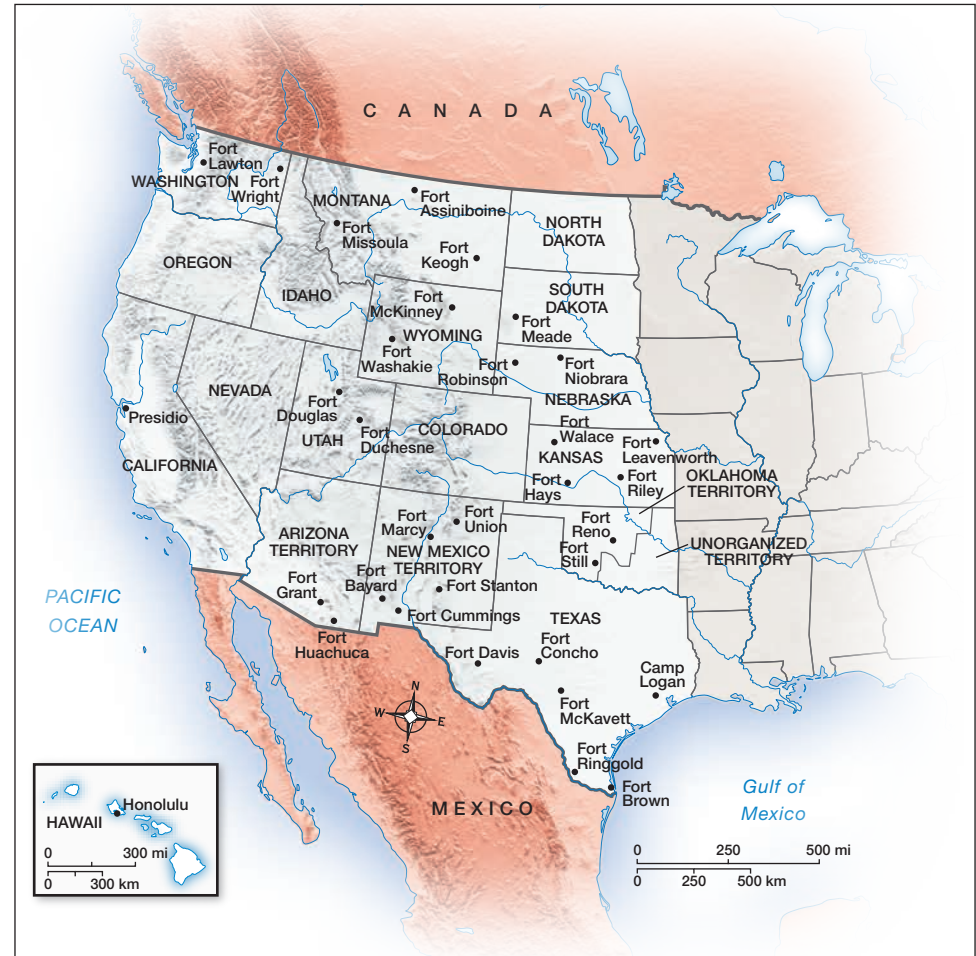 CANADA
Fort
Lawton
WASHINGTON
Fort
Wright
MONTANA
Fort
Assiniboine
Fort
Missoula
NORTH
DAKOTA
Fort
Keogh
OREGON
IDAHO
SOUTH
DAKOTA
Fort
McKinney
Fort
Meade
WYOMING
Fort
Washakie
Fort
Robinson
Fort
Niobrara
NEVADA
NEBRASKA
Fort
Douglas
Presidio
UTAH
Fort
Duchesne
COLORADO
Fort
Walace
KANSAS
Fort
Leavenworth
CALIFORNIA
Fort
Hays
Fort
Riley
OKLAHOMA
TERRITORY
Fort
Marcy
Fort
Union
Fort
Reno
ARIZONA
TERRITORY
NEW MEXICO
TERRITORY
Fort
Still
UNORGANIZED
TERRITORY
Fort
Grant
Fort
Bayard
Fort Stanton
PACIFIC
OCEAN
Fort Cummings
TEXAS
Fort
Huachuca
Fort Davis
Fort
Concho
Camp
Logan
N
W
E
S
Fort
McKavett
Fort
Ringgold
Fort
Brown
Gulf of
Mexico
MEXICO
Honolulu
HAWAII
0 300 mi
0 300 km
0 250 500 mi
0 250 500 km